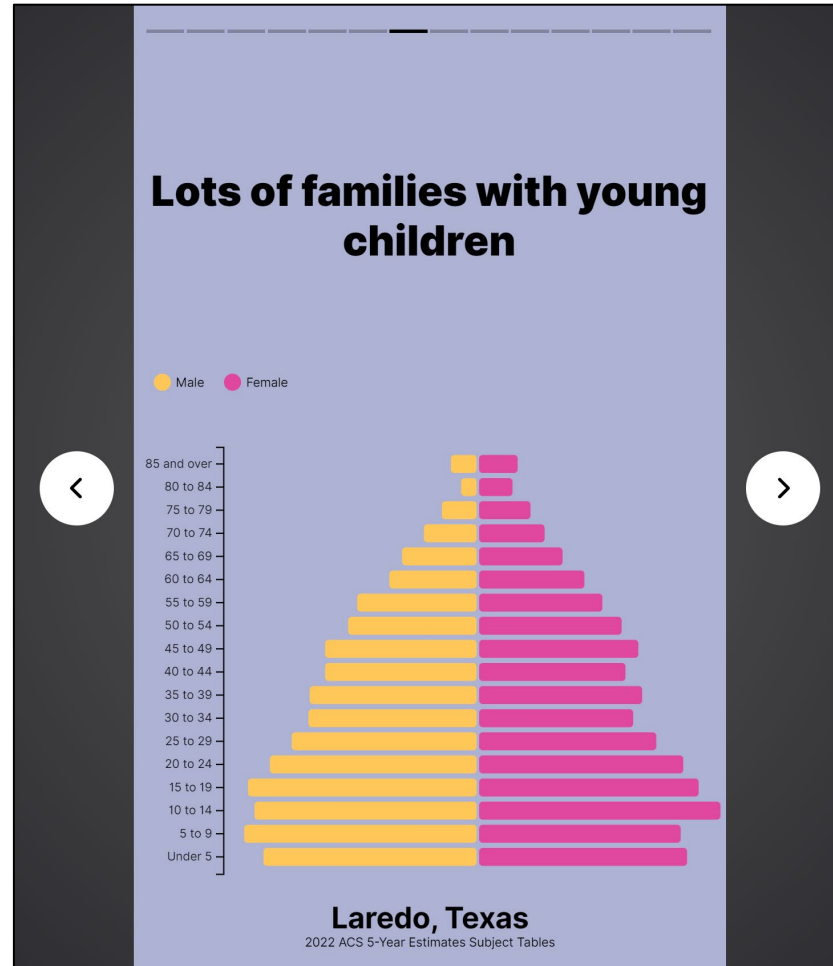 Lots of families with young
children
Male Female
85 and over
80 to 84
75 to 79
70 to 74
65 to 69
60 to 64
55 to 59
50 to 54
45 to 49
40 to 44
35 to 39
30 to 34
25 to 29
20 to 24
15 to 19
10 to 14
5 to 9
Under 5
Laredo, Texas
2022 ACS 5-Year Estimates Subject Tables